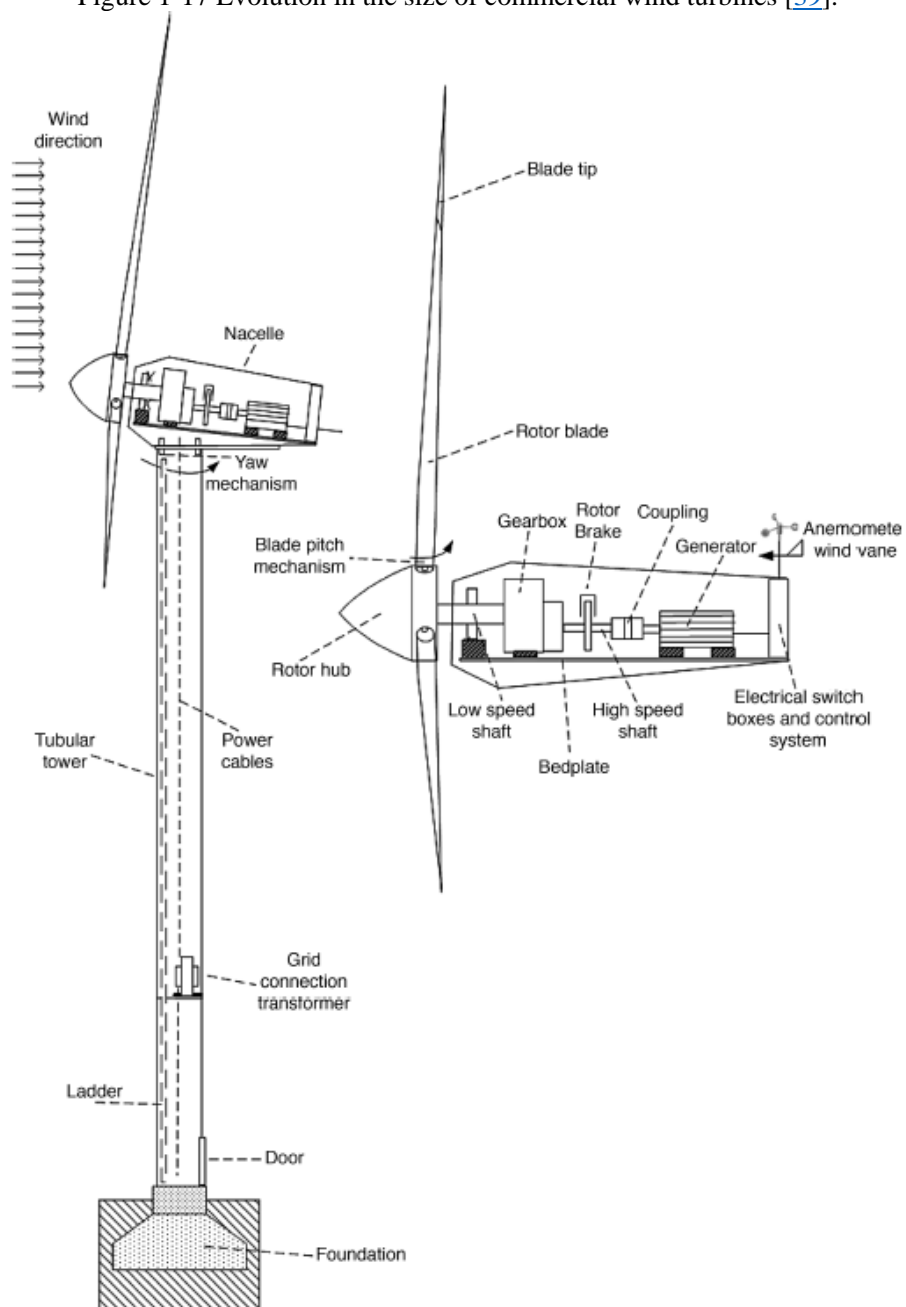 Figure 1-17 Evolution in the size of commercial wind turbines [39].
Wind
direction
Blade tip
Nacelle
Rotor blade
Yaw
mechanism
Gearbox
Rotor
Brake
Coupling
Generator
Anemomete
wind vane
Blade pitch
mechanism
Rotor hub
Low speed
shaft
High speed
shaft
Electrical switch
boxes and control
system
Bedplate
Tubular
tower
Power
cables
Grid
connection
transformer
Ladder
Door
Foundation